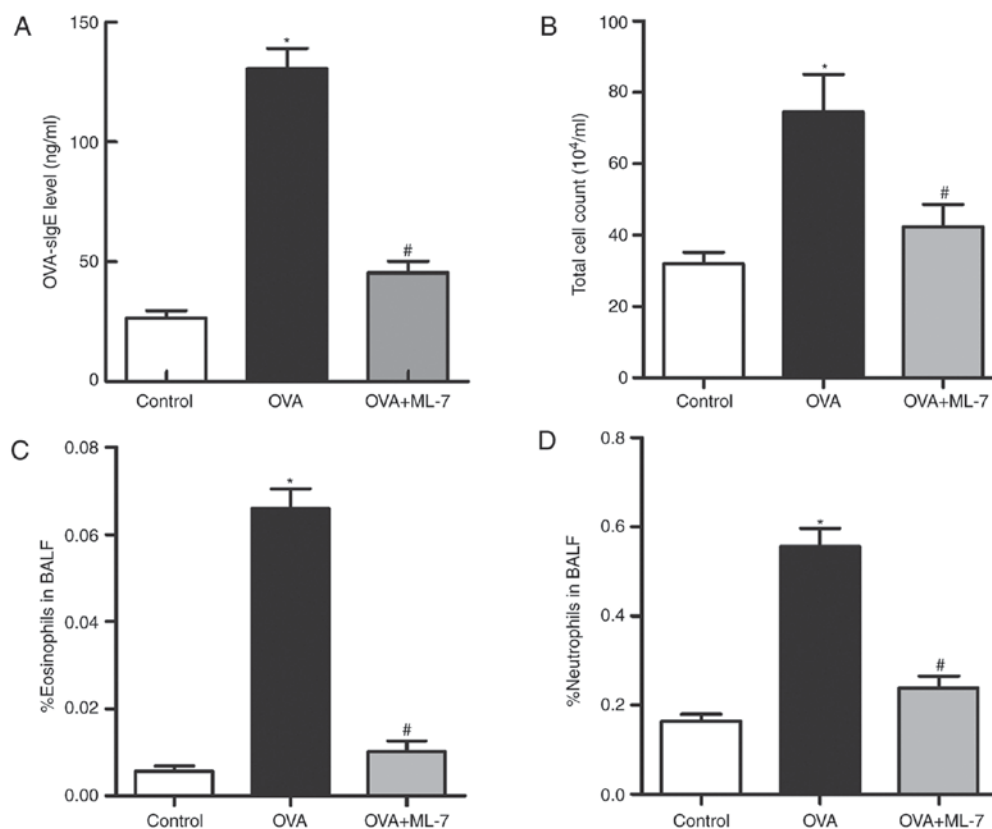 A
OVA-sIgE level (ng/ml)
150
100
50
0
*
#
Control
OVA
OVA+ML-7
B
Total cell count (10⁴/ml)
100
80
60
40
20
0
*
#
Control
OVA
OVA+ML-7
C
%Eosinophils in BALF
0.08
0.06
0.04
0.02
0.00
*
#
Control
OVA
OVA+ML-7
D
%Neutrophils in BALF
0.8
0.6
0.4
0.2
0.0
*
#
Control
OVA
OVA+ML-7